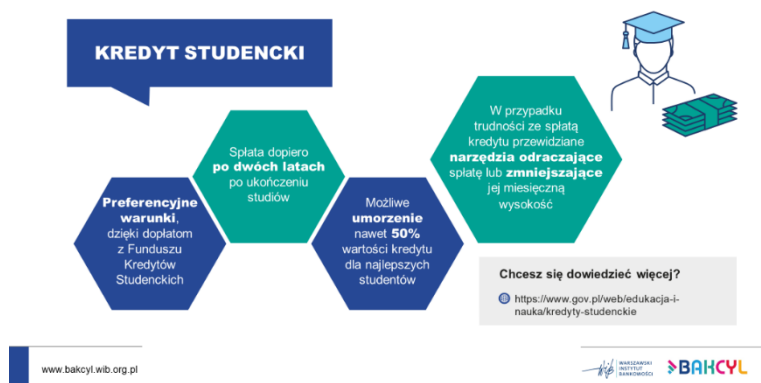 KREDYT STUDENCKI
Preferencyjne
warunki,
dzięki dopłatom
z Funduszu
Kredytów
Studenckich
Spłata dopiero
po dwóch latach
po ukończeniu
studiów
Możliwe
umorzenie
nawet 50%
wartości kredytu
dla najlepszych
studentów
W przypadku
trudności ze spłatą
kredytu przewidziane
narzędzia odraczające
spłatę lub zmniejszające
jej miesięczną
wysokość
Chcesz się dowiedzieć więcej?
https://www.gov.pl/web/edukacja-i-
nauka/kredyty-studenckie
www.bakcyl.wib.org.pl
wib
WARSZAWSKI
INSTYTUT
BANKOWOŚCI
BAKCYL